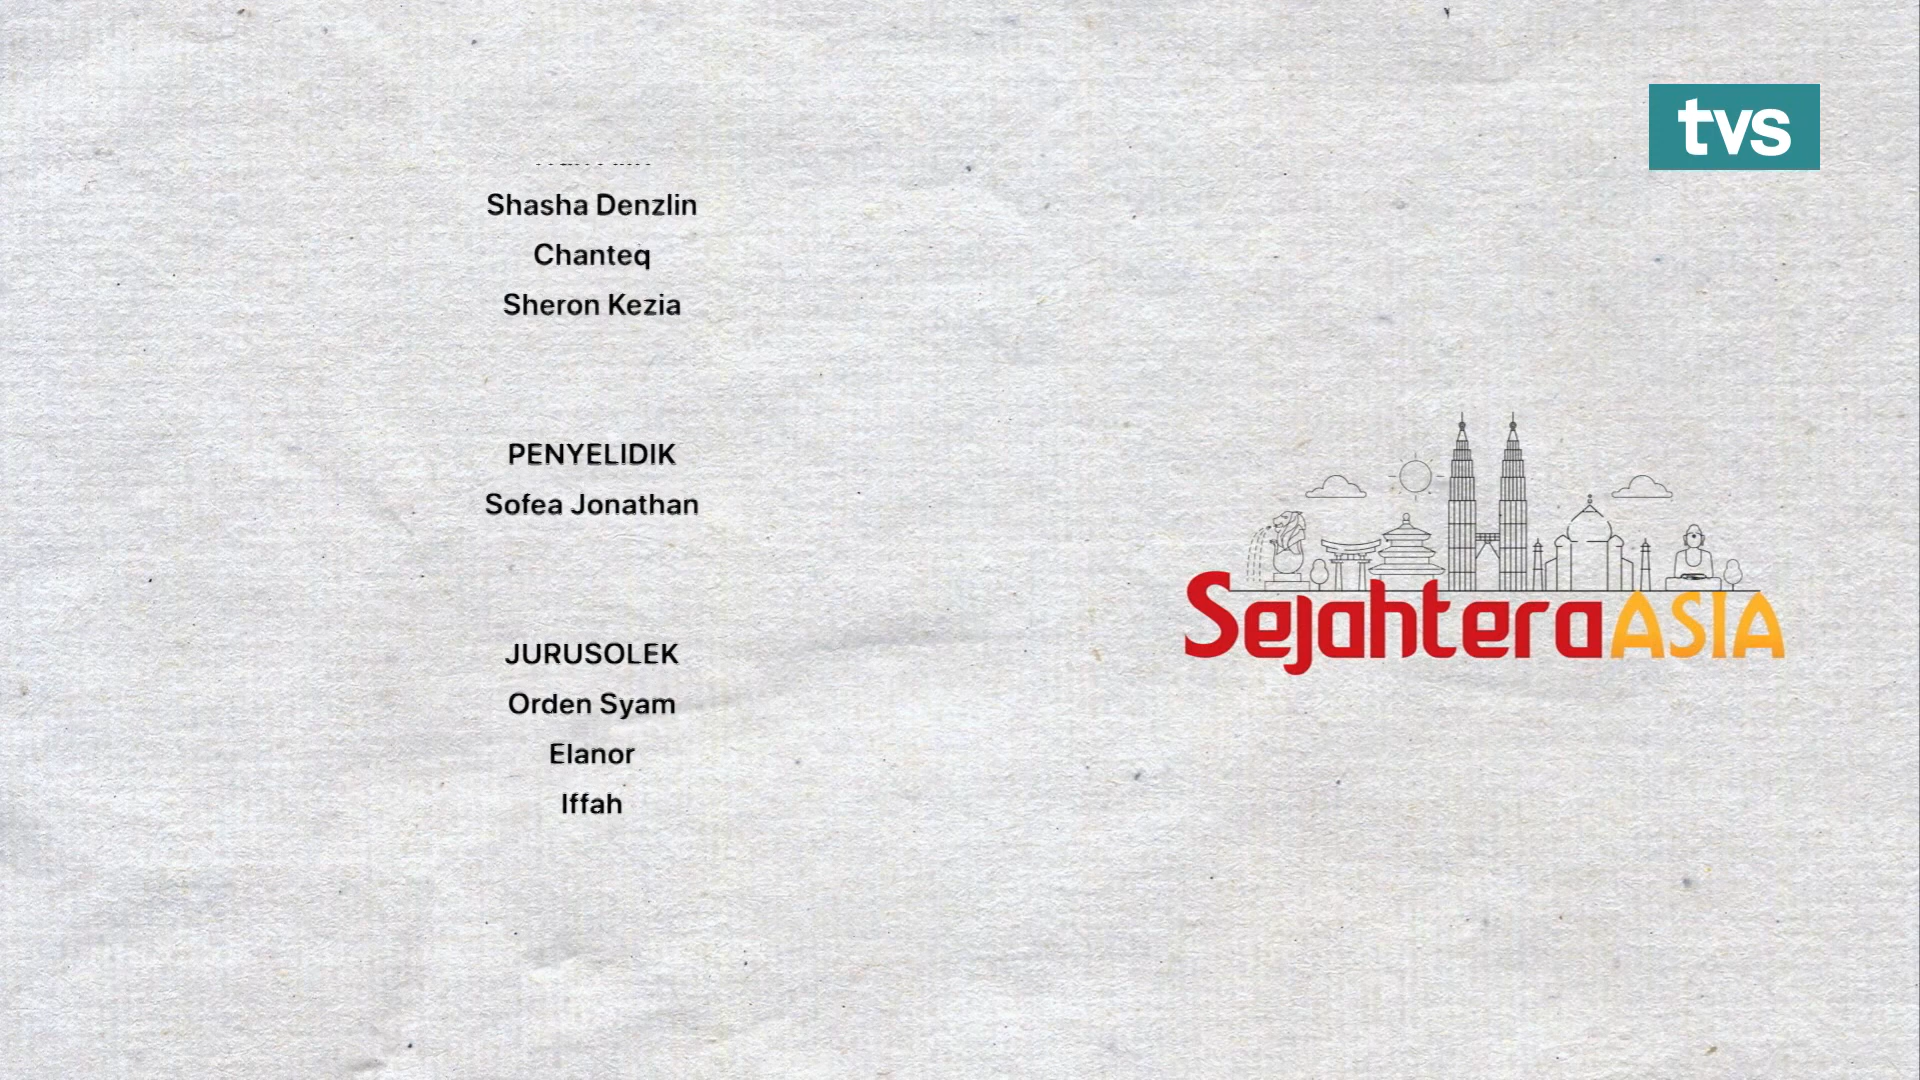 Shasha Denzlin
Chanteq
Sheron Kezia
PENYELIDIK
Sofea Jonathan
JURUSOLEK
Orden Syam
Elanor
Iffah
tvs
SejahteraASIA